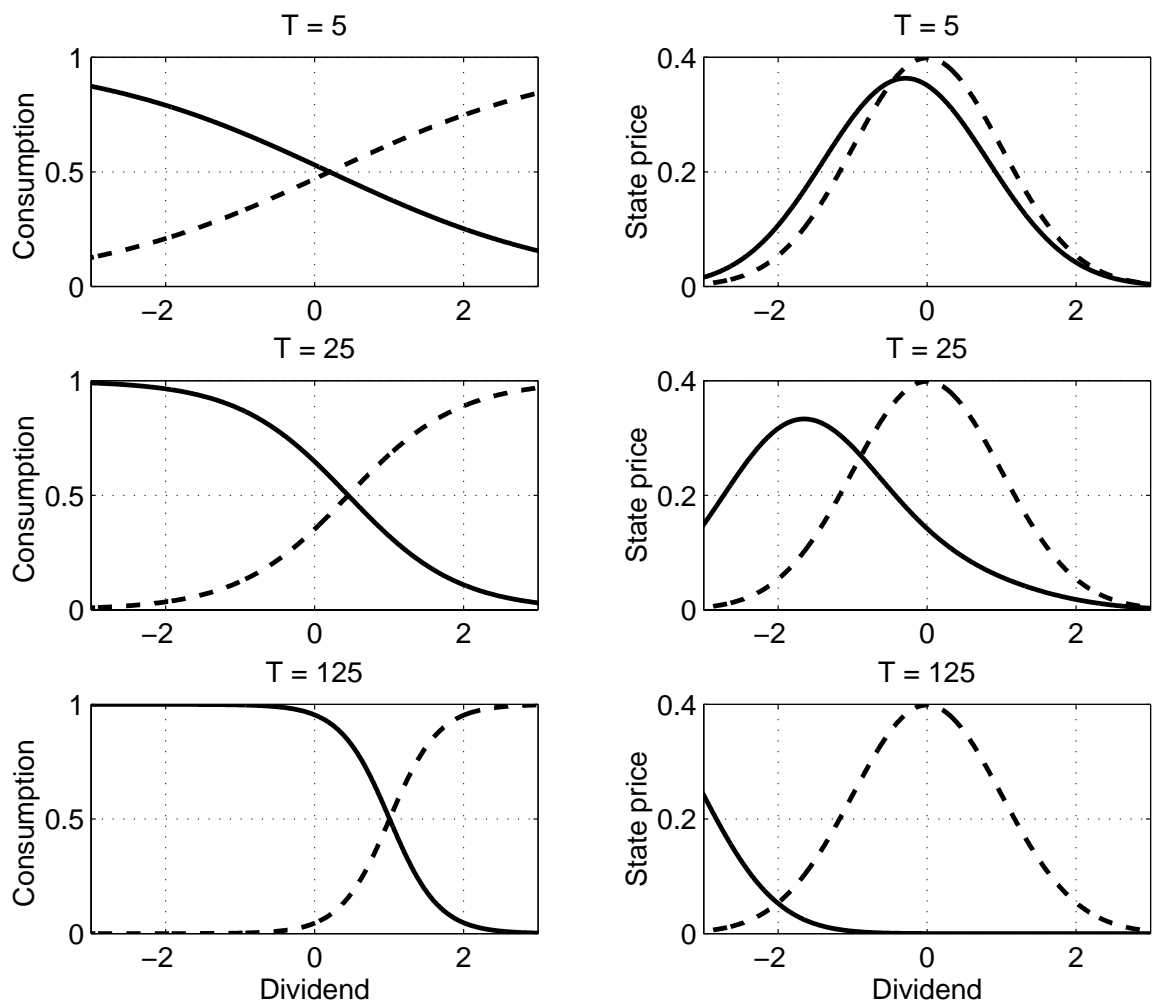 T = 5
Consumption
1
0.5
0
−2 0 2
T = 5
State price
0.4
0.2
0
−2 0 2
T = 25
Consumption
1
0.5
0
−2 0 2
T = 25
State price
0.4
0.2
0
−2 0 2
T = 125
Consumption
1
0.5
0
−2 0 2
Dividend
T = 125
State price
0.4
0.2
0
−2 0 2
Dividend